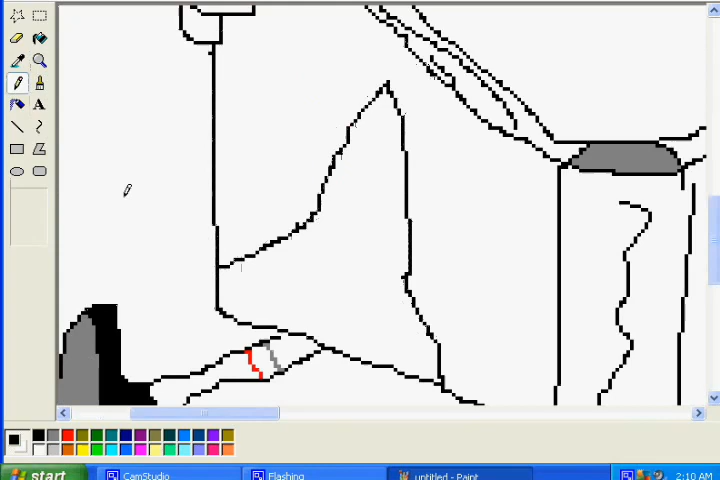 A
start
CamStudio
Flashing
untitled - Paint
2:10 AM